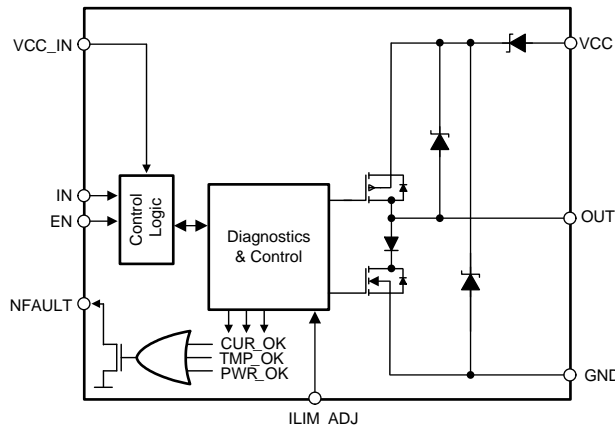 VCC_IN
VCC
IN
EN
Control
Logic
Diagnostics
& Control
OUT
NFAULT
CUR_OK
TMP_OK
PWR_OK
GND
ILIM_ADJ